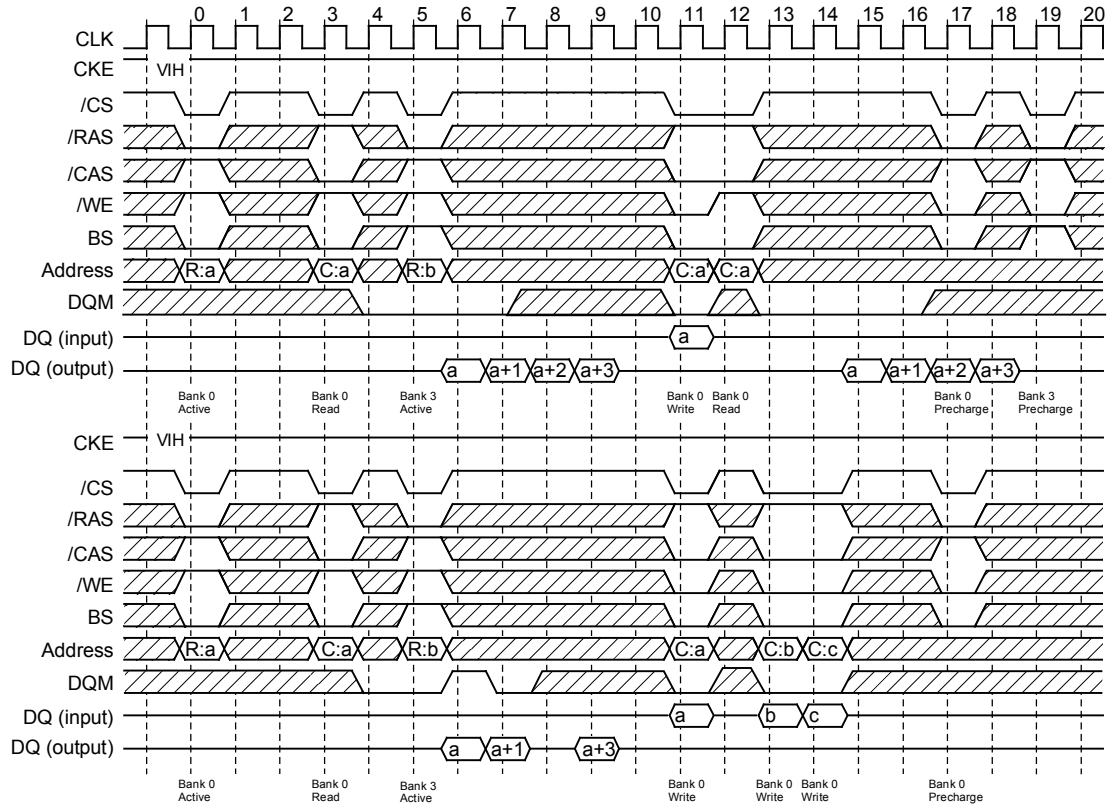 0 1 2 3 4 5 6 7 8 9 10 11 12 13 14 15 16 17 18 19 20
CLK
CKE VIH
/CS
/RAS
/CAS
/WE
BS
Address R:a C:a R:b C:a' C:a
DQM
DQ (input) a
DQ (output) a a+1 a+2 a+3 a a+1 a+2 a+3
Bank 0 Bank 0 Bank 3 Bank 0 Bank 0 Bank 0 Bank 3
Active Read Active Write Read Precharge Precharge
CKE VIH
/CS
/RAS
/CAS
/WE
BS
Address R:a C:a R:b C:a C:b C:c
DQM
DQ (input) a b c
DQ (output) a a+1 a+3
Bank 0 Bank 0 Bank 3 Bank 0 Bank 0 Bank 0 Bank 0
Active Read Active Write Write Write Precharge